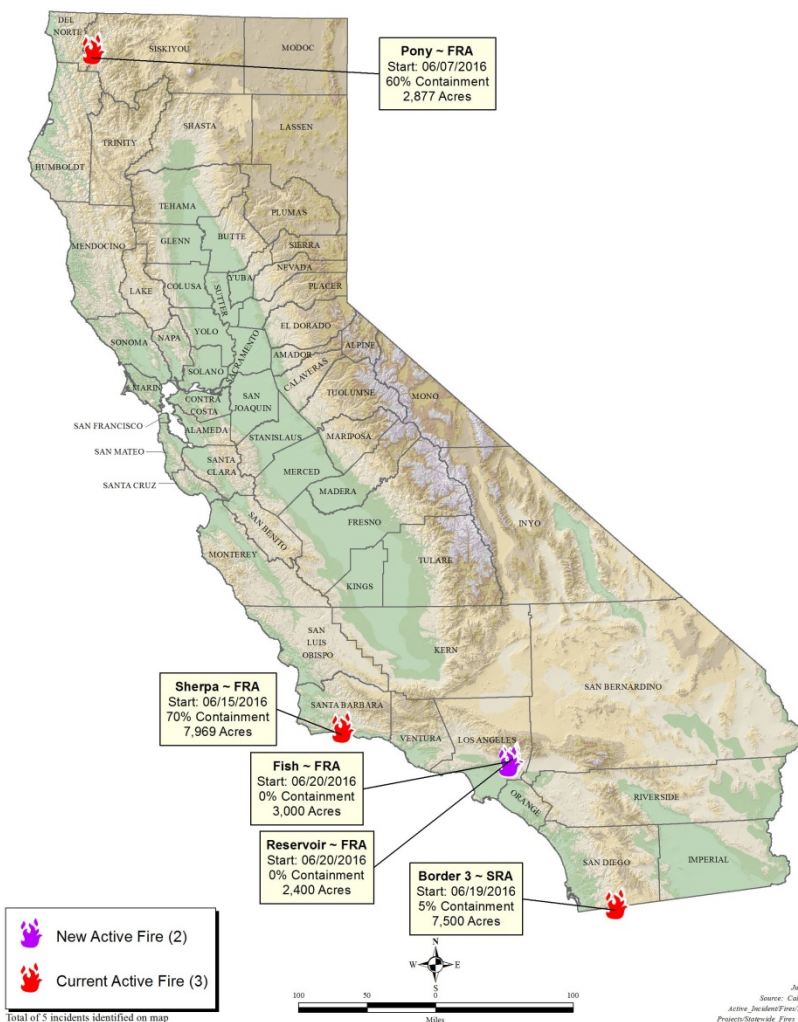 DEL
NORTE
SISKIYOU
MODOC
Pony ~ FRA
Start: 06/07/2016
60% Containment
2,877 Acres
SHASTA
LASSEN
TRINITY
HUMBOLDT
TEHAMA
PLUMAS
GLENN
BUTTE
MENDOCINO
SIERRA
NEVADA
YUBA
PLACER
LAKE
COLUSA
SUTTER
EL DORADO
SONOMA
NAPA
YOLO
SACRAMENTO
ALPINE
AMADOR
SOLANO
CALAVERAS
MARIN
TUOLUMNE
MONO
CONTRA
COSTA
SAN
JOAQUIN
SAN FRANCISCO
ALAMEDA
STANISLAUS
MARIPOSA
SAN MATEO
SANTA
CLARA
MERCED
SANTA CRUZ
MADERA
SAN BENITO
FRESNO
INYO
MONTEREY
TULARE
KINGS
SAN
LUIS
OBISPO
KERN
SAN BERNARDINO
Sherpa ~ FRA
Start: 06/15/2016
70% Containment
7,969 Acres
SANTA BARBARA
VENTURA
LOS ANGELES
Fish ~ FRA
Start: 06/20/2016
0% Containment
3,000 Acres
ORANGE
RIVERSIDE
Reservoir ~ FRA
Start: 06/20/2016
0% Containment
2,400 Acres
SAN DIEGO
IMPERIAL
Border 3 ~ SRA
Start: 06/19/2016
5% Containment
7,500 Acres
New Active Fire (2)
Current Active Fire (3)
Total of 5 incidents identified on map
N
W E
S
100 50 0 100
Miles
Ju
Source: Cal
Active_Incident/Fires/
Projects/Statewide_Fires